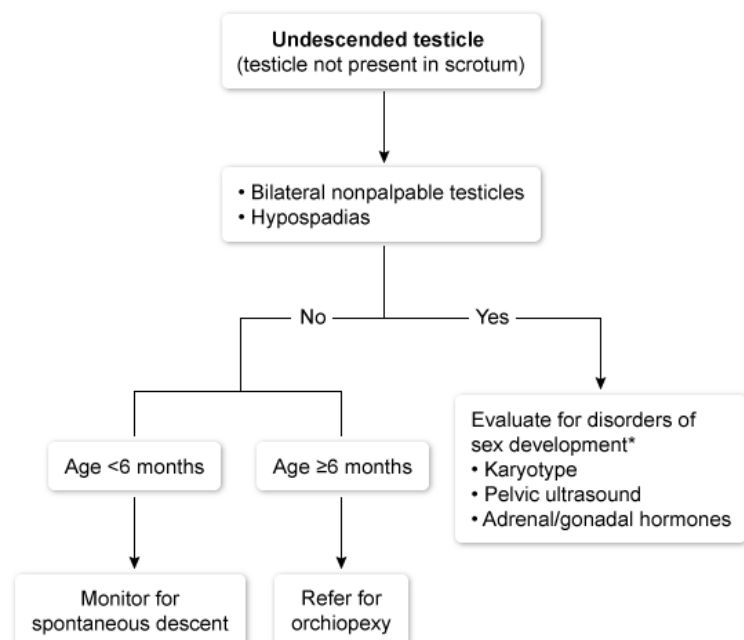 Undescended testicle
(testicle not present in scrotum)
• Bilateral nonpalpable testicles
• Hypospadias
No
Yes
Age <6 months
Age ≥6 months
Evaluate for disorders of
sex development*
• Karyotype
• Pelvic ultrasound
• Adrenal/gonadal hormones
Monitor for
spontaneous descent
Refer for
orchiopexy